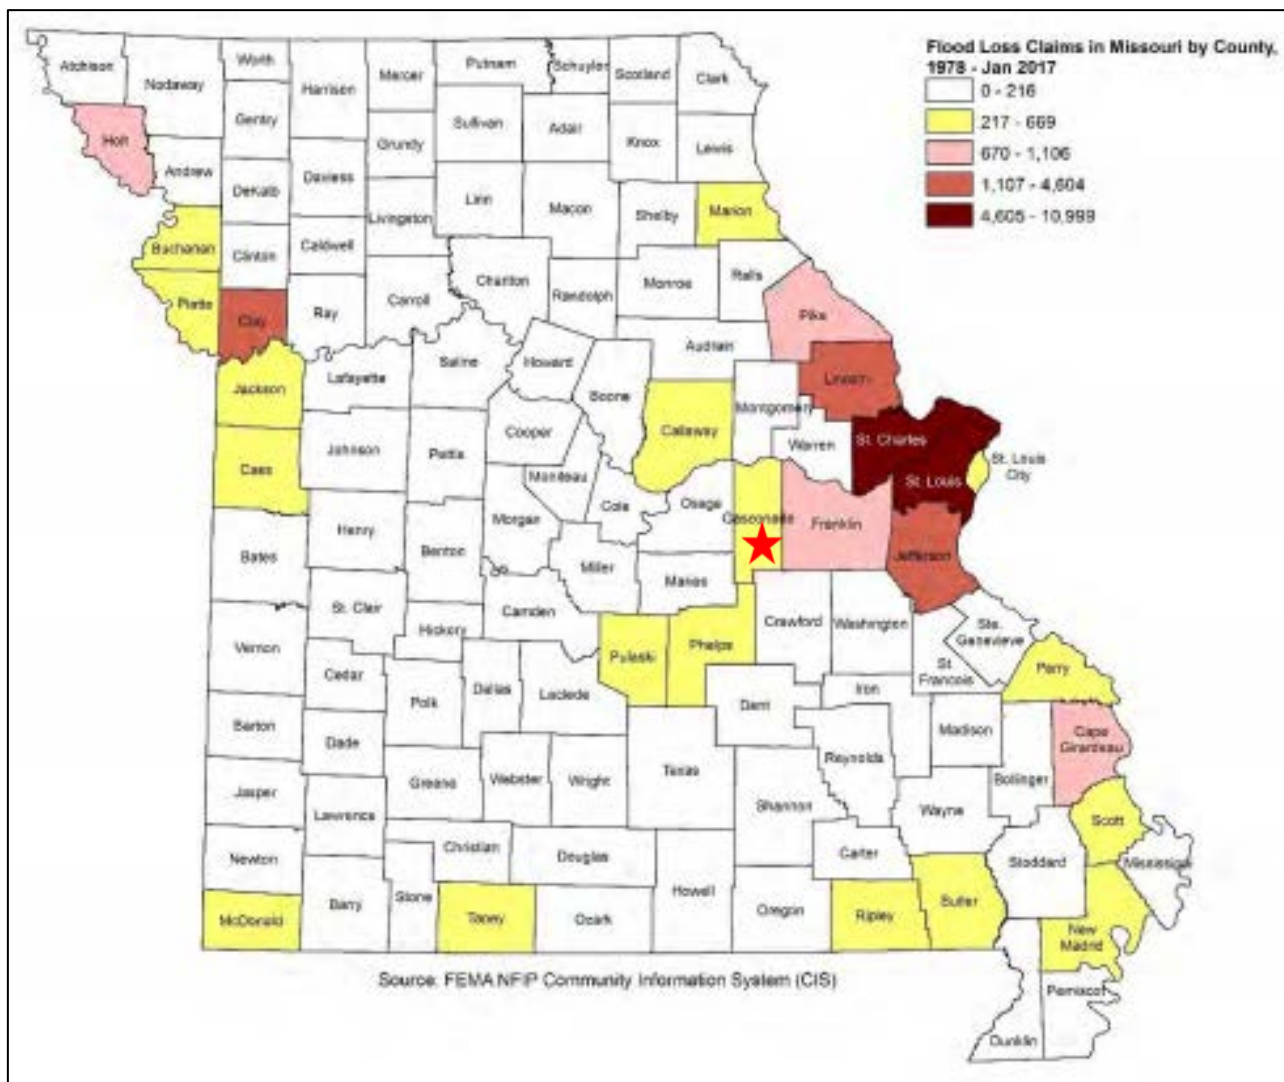 Flood Loss Claims in Missouri by County,
1978 - Jan 2017
0 - 216
217 - 669
670 - 1,106
1,107 - 4,604
4,605 - 10,999
Atchison
Nodaway
Worth
Harrison
Mercer
Putnam
Schuyler
Scotland
Clark
Gentry
Sullivan
Adair
Knox
Lewis
Holt
Andrew
DeKalb
Daviess
Grundy
Linn
Macon
Shelby
Marion
Livingston
Buchanan
Clinton
Caldwell
Chariton
Randolph
Monroe
Ralls
Platte
Clay
Ray
Carroll
Pike
Audrain
Saline
Howard
Boone
Lincoln
Jackson
Lafayette
Callaway
Montgomery
Warren
St. Charles
St. Louis
St. Louis
City
Cooper
Cass
Johnson
Pettis
Moniteau
Cole
Osage
Gasconade
Franklin
Jefferson
Morgan
Henry
Benton
Miller
Maries
Bates
St. Clair
Camden
Hickory
Crawford
Washington
Ste.
Genevieve
Vernon
Pulaski
Phelps
Perry
St.
Francois
Cedar
Polk
Dallas
Laclede
Dent
Iron
Madison
Cape
Girardeau
Barton
Dade
Reynolds
Bollinger
Jasper
Greene
Webster
Wright
Texas
Shannon
Wayne
Lawrence
Scott
Newton
Christian
Douglas
Carter
Stoddard
Mississippi
McDonald
Barry
Stone
Taney
Ozark
Howell
Oregon
Ripley
Butler
New
Madrid
Source: FEMA NFIP Community Information System (CIS)
Pemiscot
Dunklin